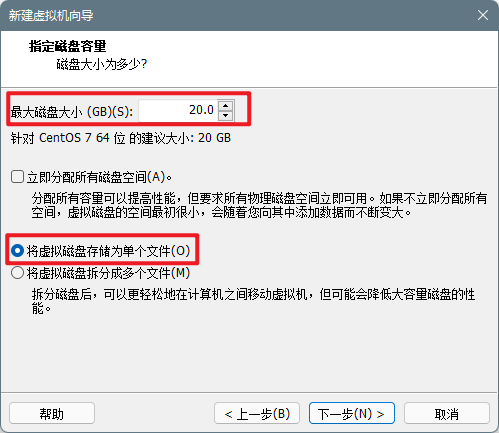 新建虚拟机向导
指定磁盘容量
磁盘大小为多少?
最大磁盘大小 (GB)(S): 20.0
针对 CentOS 7 64 位 的建议大小: 20 GB
立即分配所有磁盘空间(A)。
分配所有容量可以提高性能，但要求所有物理磁盘空间立即可用。如果不立即分配所有
空间，虚拟磁盘的空间最初很小，会随着您向其中添加数据而不断变大。
将虚拟磁盘存储为单个文件(O)
将虚拟磁盘拆分成多个文件(M)
拆分磁盘后，可以更轻松地在计算机之间移动虚拟机，但可能会降低大容量磁盘的性
能。
帮助 < 上一步(B) 下一步(N) > 取消